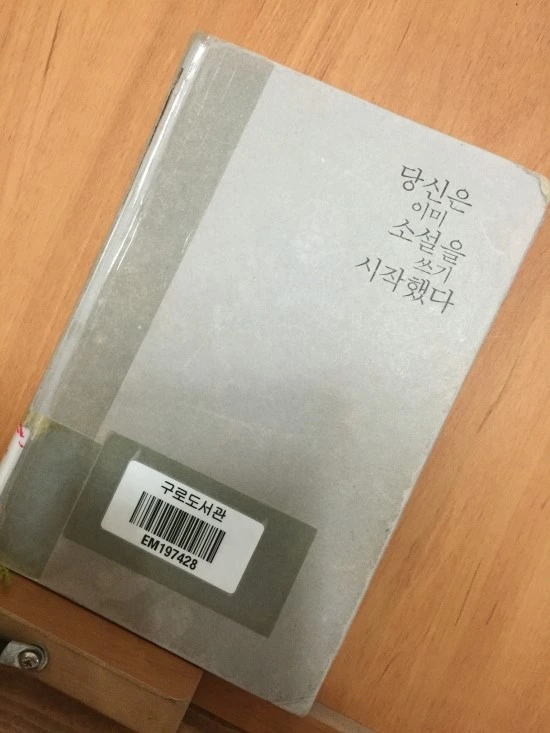 당신은
이미
소설을
쓰기
시작했다
구로도서관
EM197428